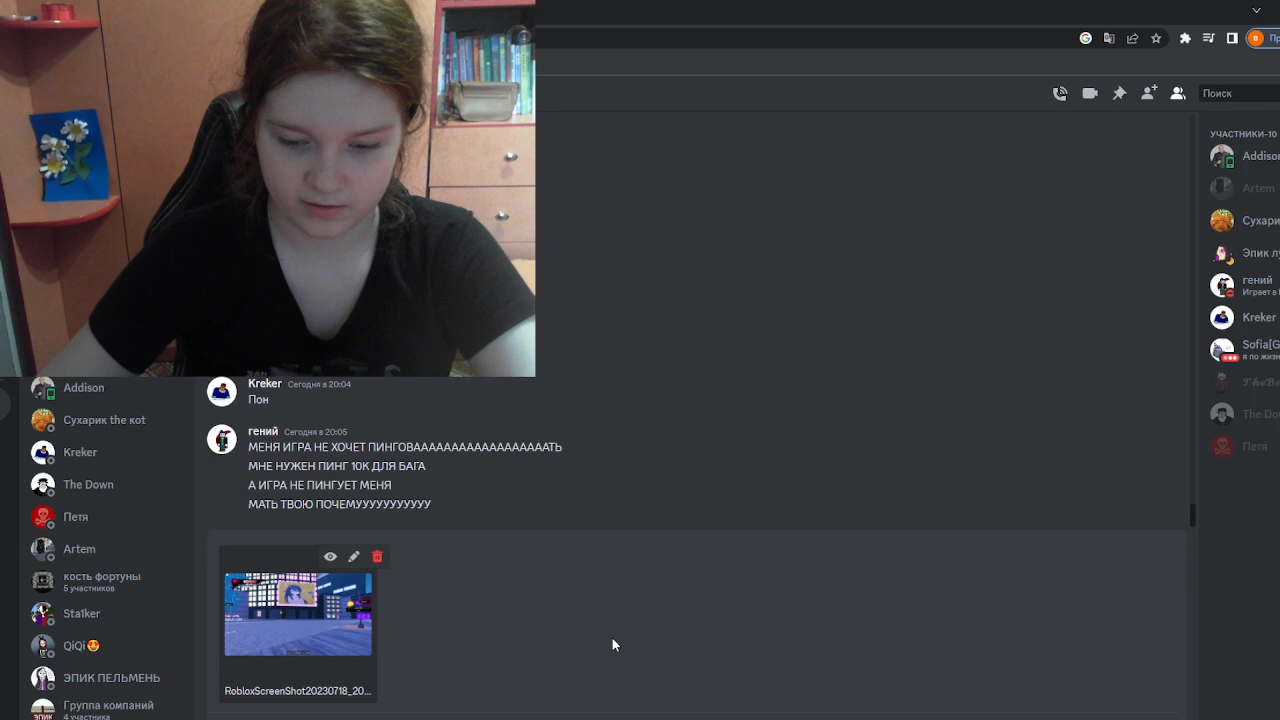 Поиск
УЧАСТНИКИ-10
Addison
Artem
Сухари
Эпик лу
гений
Играет в
Kreker
Sofia[G
я по жизн
The Do
Петя
Addison
Сухарик the кот
Kreker
The Down
Петя
Artem
кость фортуны
5 участников
Sta1ker
QiQi😍
ЭПИК ПЕЛЬМЕНЬ
Группа компаний
4 участника
Kreker Сегодня в 20:04
Пон
гений Сегодня в 20:05
МЕНЯ ИГРА НЕ ХОЧЕТ ПИНГОВАААААААААААААААААААТЬ
МНЕ НУЖЕН ПИНГ 10К ДЛЯ БАГА
А ИГРА НЕ ПИНГУЕТ МЕНЯ
МАТЬ ТВОЮ ПОЧЕМУУУУУУУУУУУ
RobloxScreenShot20230718_20...